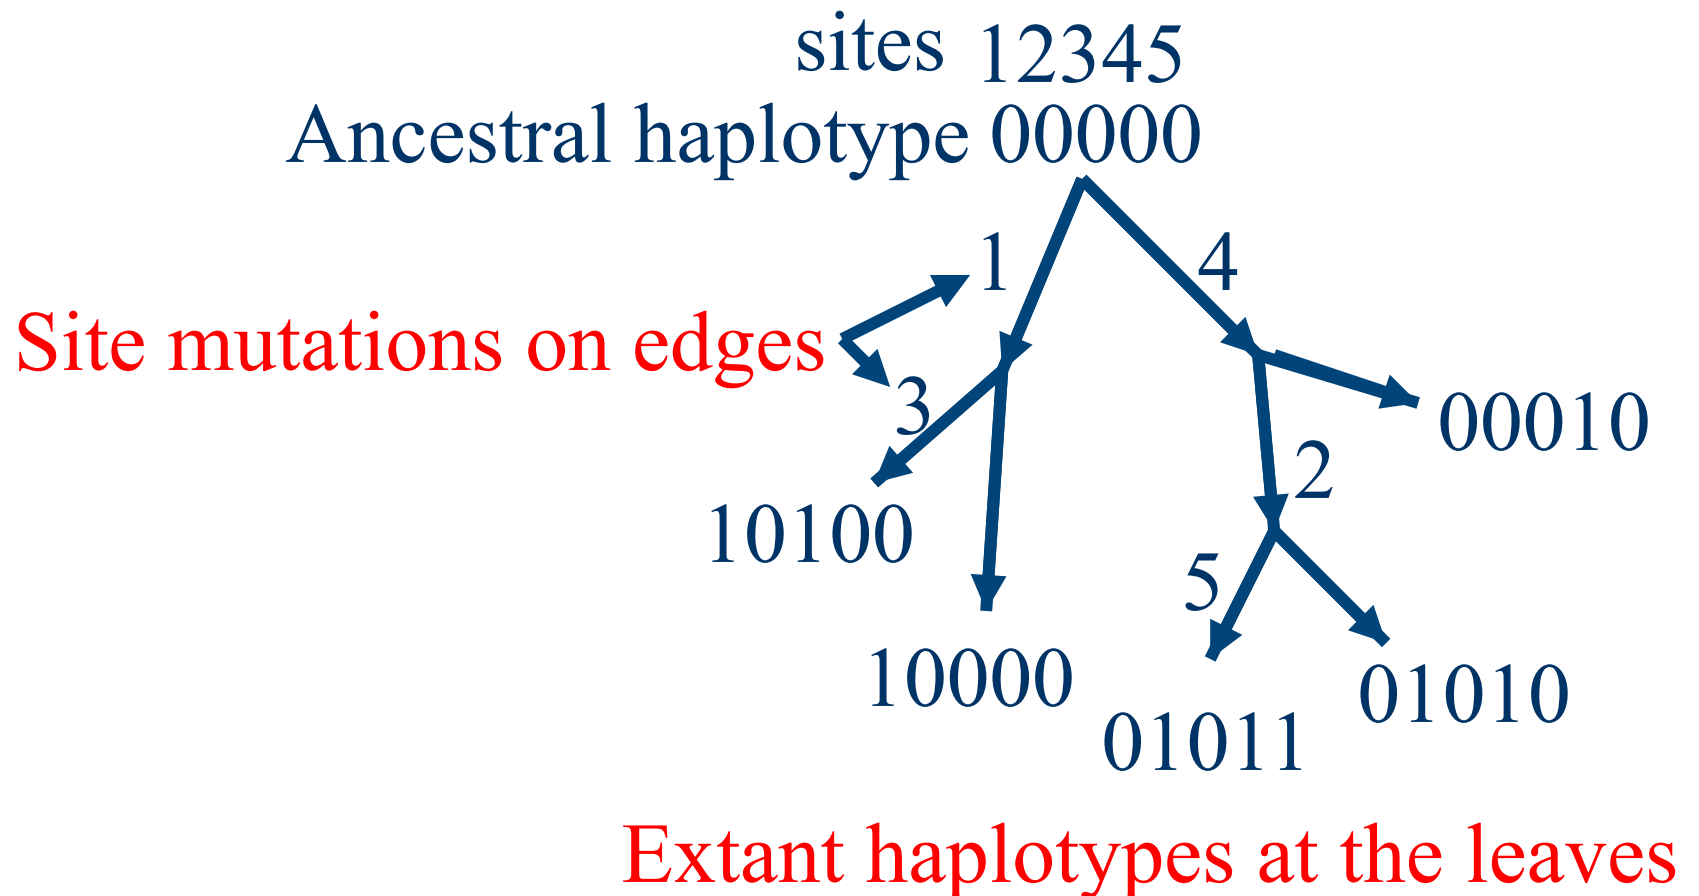 sites 12345
Ancestral haplotype 00000
1
4
Site mutations on edges
3
00010
2
10100
5
10000
01010
01011
Extant haplotypes at the leaves